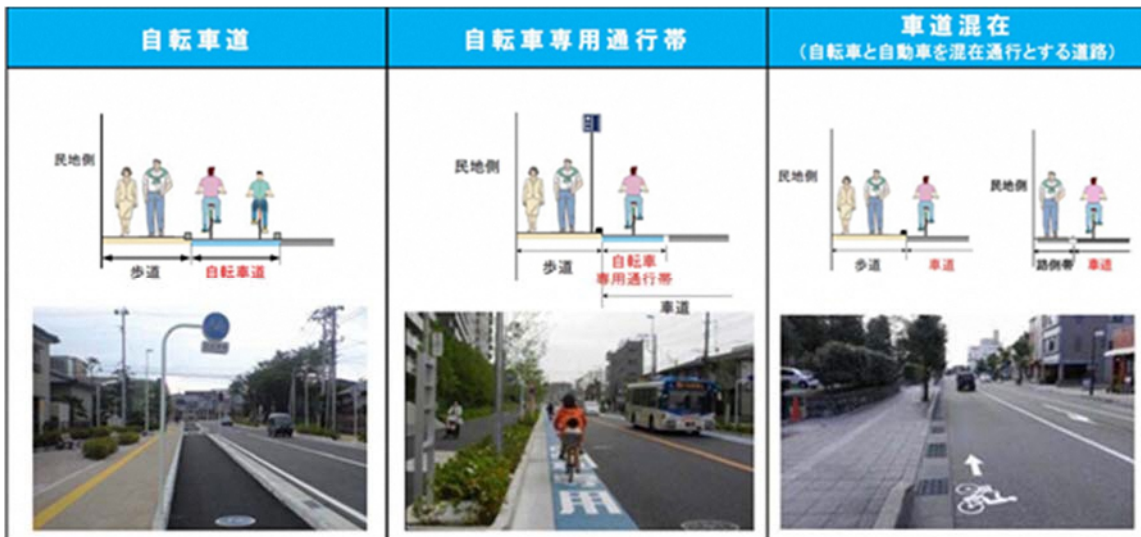 自転車道
民地側
歩道
自転車道
自転車専用通行帯
民地側
歩道
自転車
専用通行帯
車道
用
車道混在
(自転車と自動車を混在通行とする道路)
民地側
歩道
車道
民地側
路側帯
車道